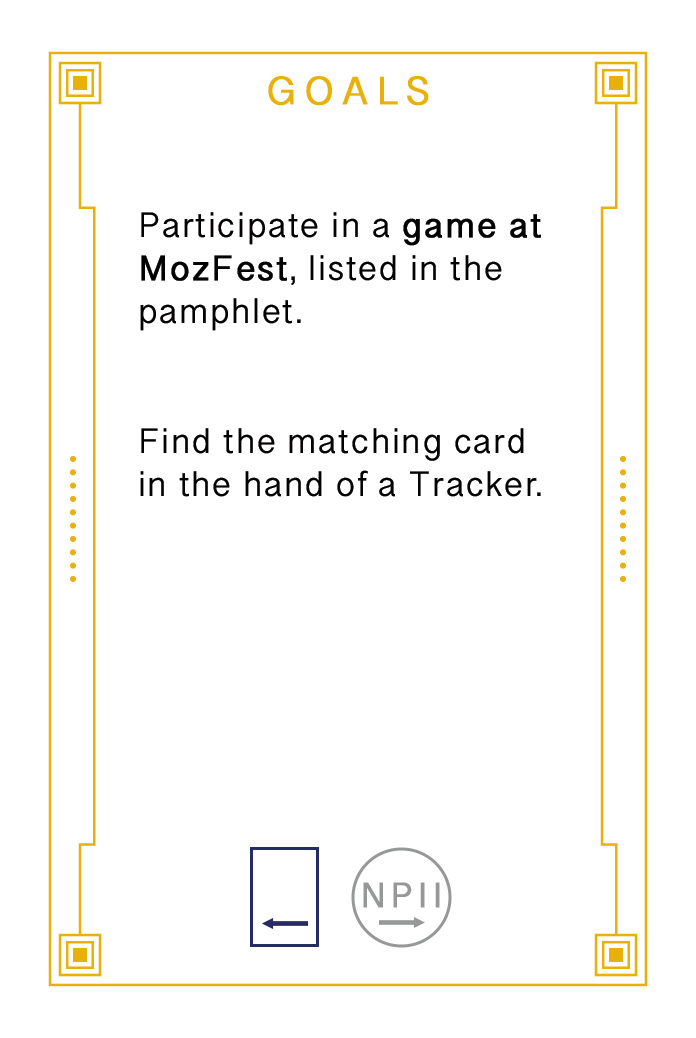 GOALS
Participate in a game at
MozFest, listed in the
pamphlet.
Find the matching card
in the hand of a Tracker.
NPII